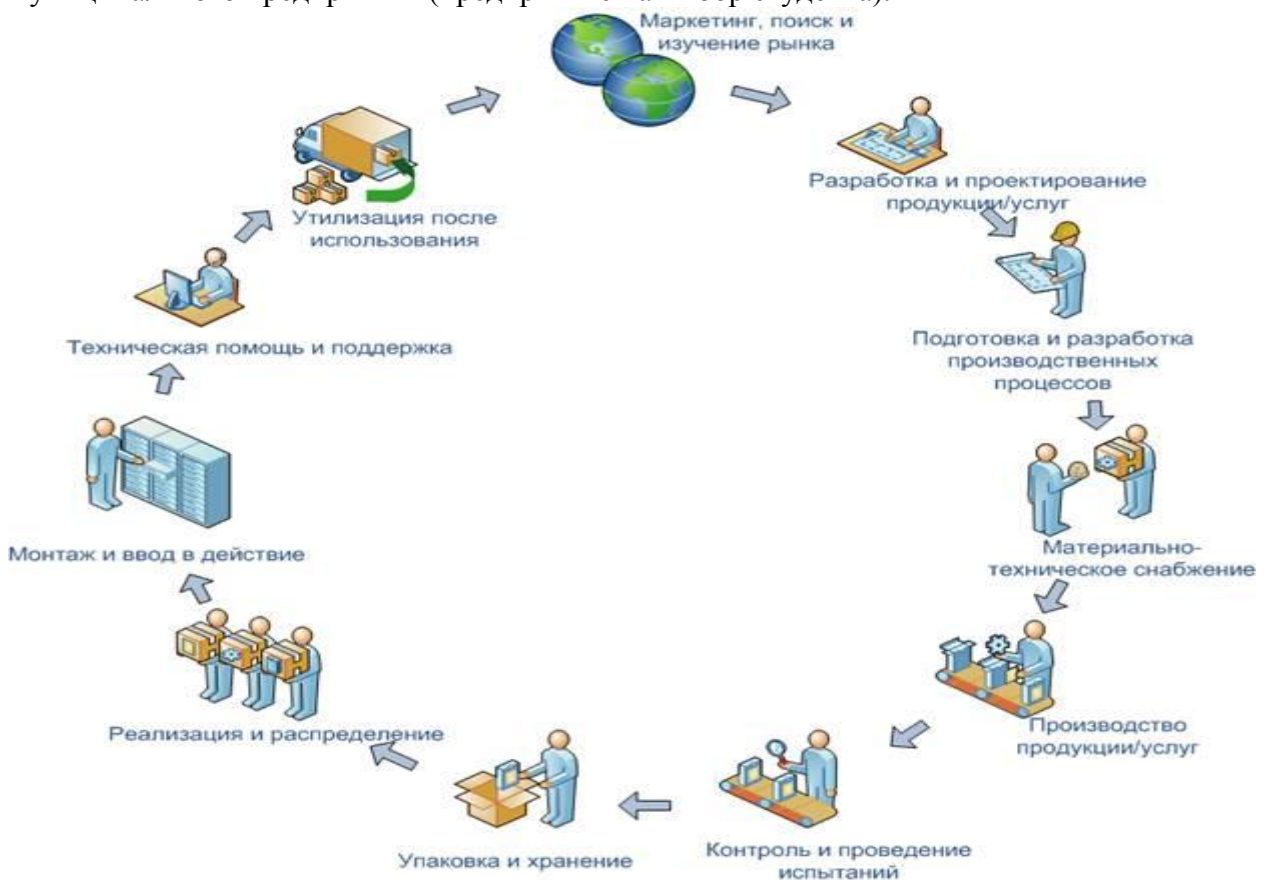 Маркетинг, поиск и
изучение рынка
Разработка и проектирование
продукции/услуг
Подготовка и разработка
производственных
процессов
Материально-
техническое снабжение
Производство
продукции/услуг
Контроль и проведение
испытаний
Упаковка и хранение
Реализация и распределение
Монтаж и ввод в действие
Техническая помощь и поддержка
Утилизация после
использования